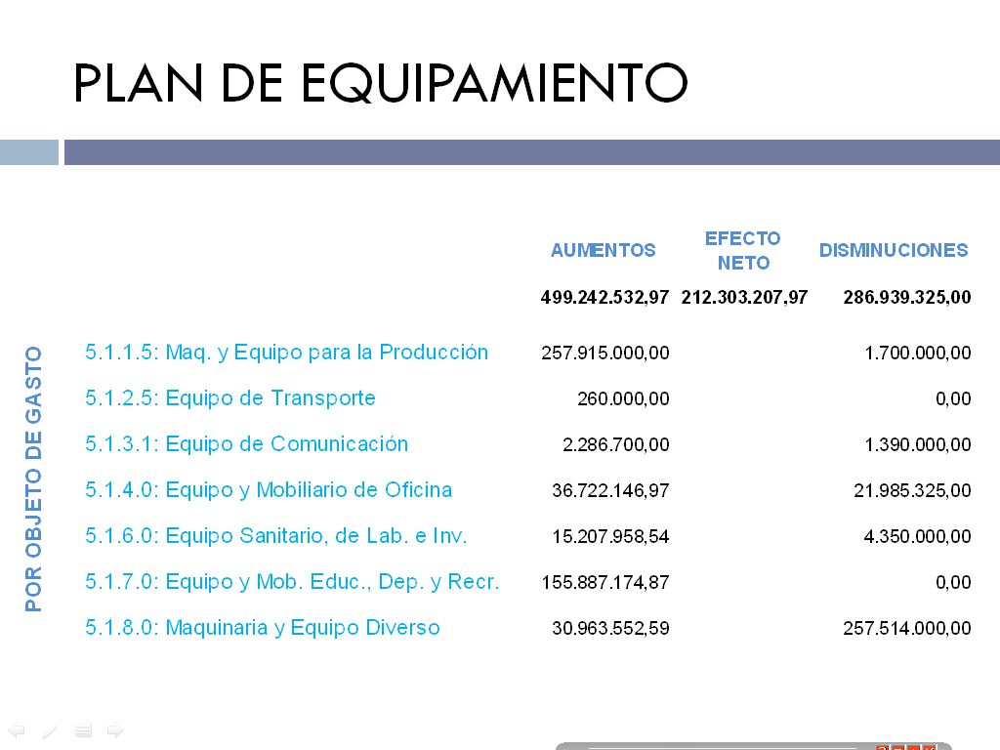 PLAN DE EQUIPAMIENTO
AUMENTOS EFECTO NETO DISMINUCIONES
499.242.532,97 212.303.207,97 286.939.325,00
POR OBJETO DE GASTO
5.1.1.5: Maq. y Equipo para la Producción 257.915.000,00 1.700.000,00
5.1.2.5: Equipo de Transporte 260.000,00 0,00
5.1.3.1: Equipo de Comunicación 2.286.700,00 1.390.000,00
5.1.4.0: Equipo y Mobiliario de Oficina 36.722.146,97 21.985.325,00
5.1.6.0: Equipo Sanitario, de Lab. e Inv. 15.207.958,54 4.350.000,00
5.1.7.0: Equipo y Mob. Educ., Dep. y Recr. 155.887.174,87 0,00
5.1.8.0: Maquinaria y Equipo Diverso 30.963.552,59 257.514.000,00